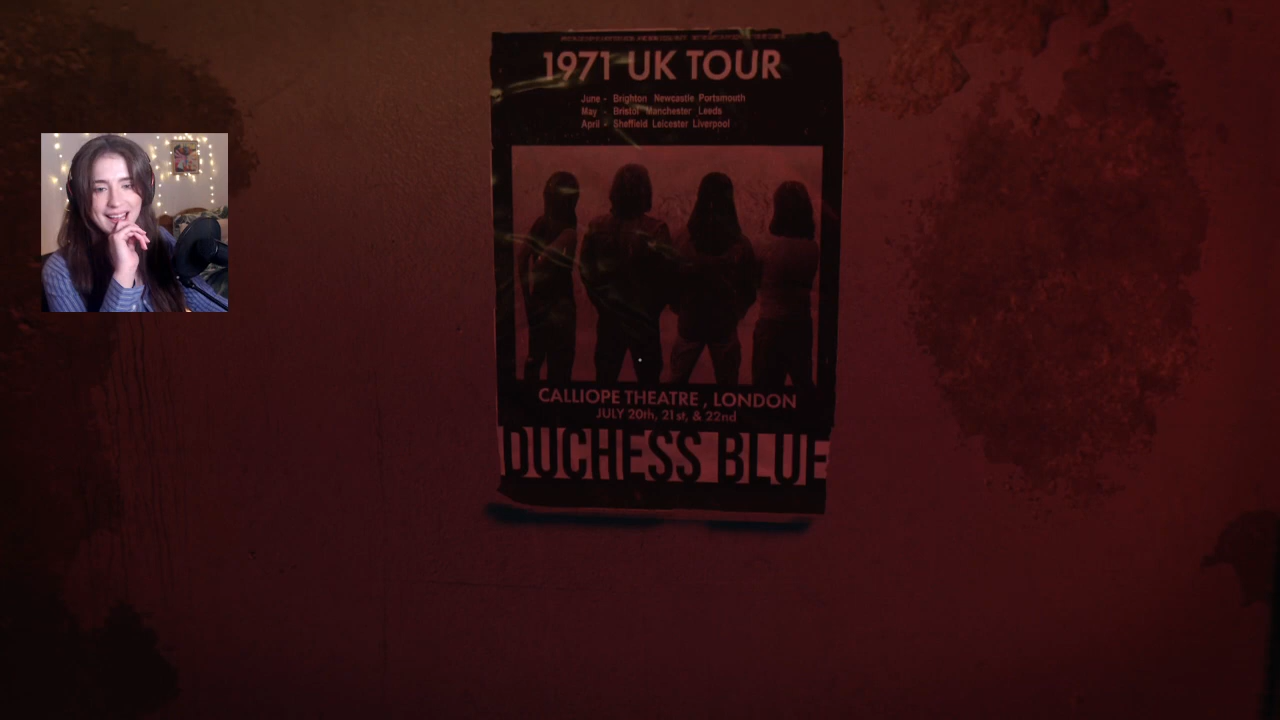 1971 UK TOUR
June - Brighton Newcastle Portsmouth
May - Bristol Manchester Leeds
April - Sheffield Leicester Liverpool
CALLIOPE THEATRE , LONDON
JULY 20th, 21st, & 22nd
DUCHESS BLUE